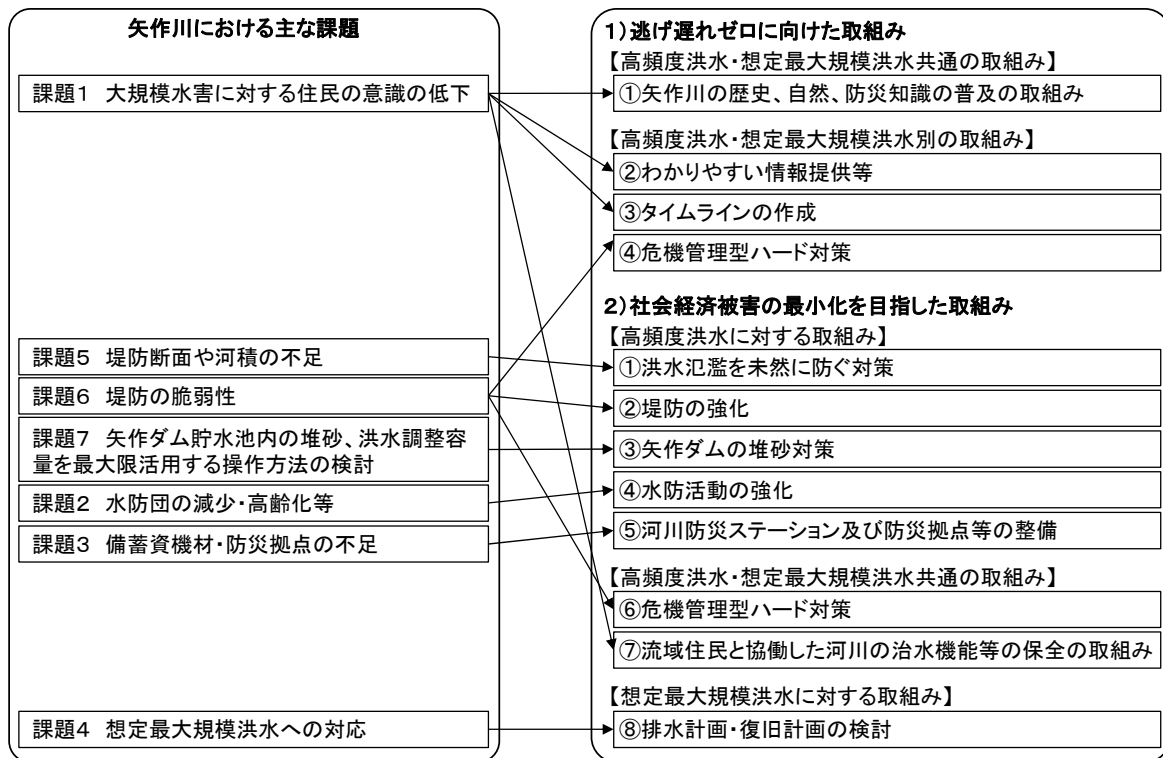 矢作川における主な課題
課題1 大規模水害に対する住民の意識の低下
課題5 堤防断面や河積の不足
課題6 堤防の脆弱性
課題7 矢作ダム貯水池内の堆砂、洪水調整容
量を最大限活用する操作方法の検討
課題2 水防団の減少・高齢化等
課題3 備蓄資機材・防災拠点の不足
課題4 想定最大規模洪水への対応
1)逃げ遅れゼロに向けた取組み
【高頻度洪水・想定最大規模洪水共通の取組み】
①矢作川の歴史、自然、防災知識の普及の取組み
【高頻度洪水・想定最大規模洪水別の取組み】
②わかりやすい情報提供等
③タイムラインの作成
④危機管理型ハード対策
2)社会経済被害の最小化を目指した取組み
【高頻度洪水に対する取組み】
①洪水氾濫を未然に防ぐ対策
②堤防の強化
③矢作ダムの堆砂対策
④水防活動の強化
⑤河川防災ステーション及び防災拠点等の整備
【高頻度洪水・想定最大規模洪水共通の取組み】
⑥危機管理型ハード対策
⑦流域住民と協働した河川の治水機能等の保全の取組み
【想定最大規模洪水に対する取組み】
⑧排水計画・復旧計画の検討